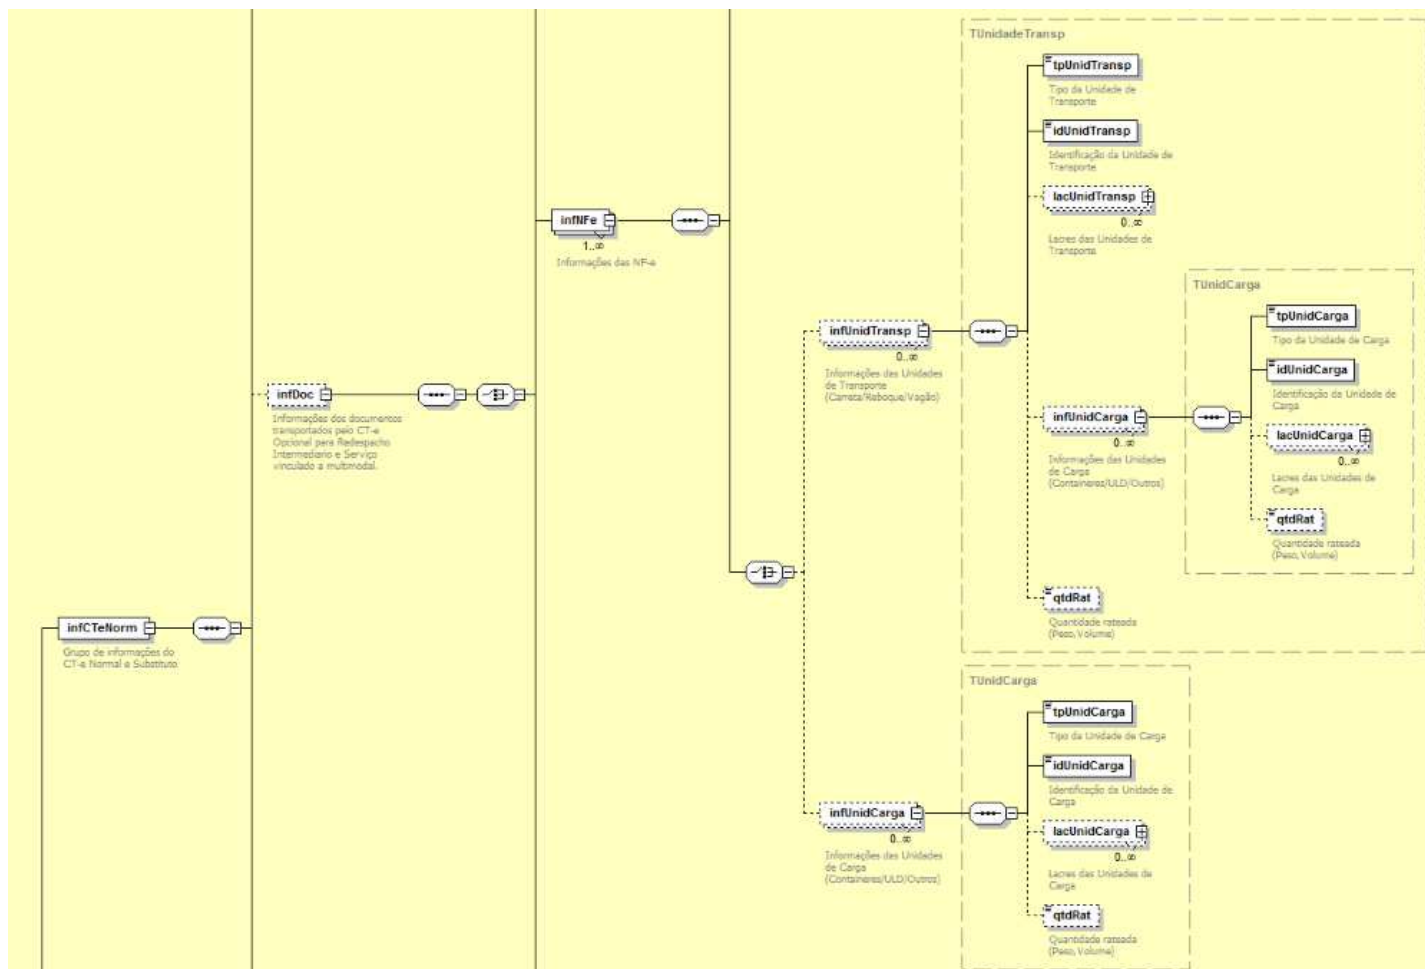 TUnidadeTransp
tpUnidTransp
Tipo da Unidade de
Transporte
idUnidTransp
Identificação da Unidade de
Transporte
lacUnidTransp
0..∞
Lacres das Unidades de
Transporte
infNFe
1..∞
Informações das NF-e
TUnidCarga
tpUnidCarga
Tipo da Unidade de Carga
idUnidCarga
Identificação da Unidade de
Carga
lacUnidCarga
0..∞
Lacres das Unidades de
Carga
qtdRat
Quantidade rateada
(Peso,Volume)
infUnidTransp
0..∞
Informações das Unidades
de Transporte
(Carreta/Reboque/Vagão)
infUnidCarga
0..∞
Informações das Unidades
de Carga
(Containeres/ULD/Outros)
qtdRat
Quantidade rateada
(Peso,Volume)
infDoc
Informações dos documentos
transportados pelo CT-e
Opcional para Redespacho
Intermediario e Serviço
vinculado a multimodal.
infCTeNorm
Grupo de informações do
CT-e Normal e Substituto
TUnidCarga
tpUnidCarga
Tipo da Unidade de Carga
idUnidCarga
Identificação da Unidade de
Carga
infUnidCarga
0..∞
Informações das Unidades
de Carga
(Containeres/ULD/Outros)
lacUnidCarga
0..∞
Lacres das Unidades de
Carga
qtdRat
Quantidade rateada
(Peso,Volume)